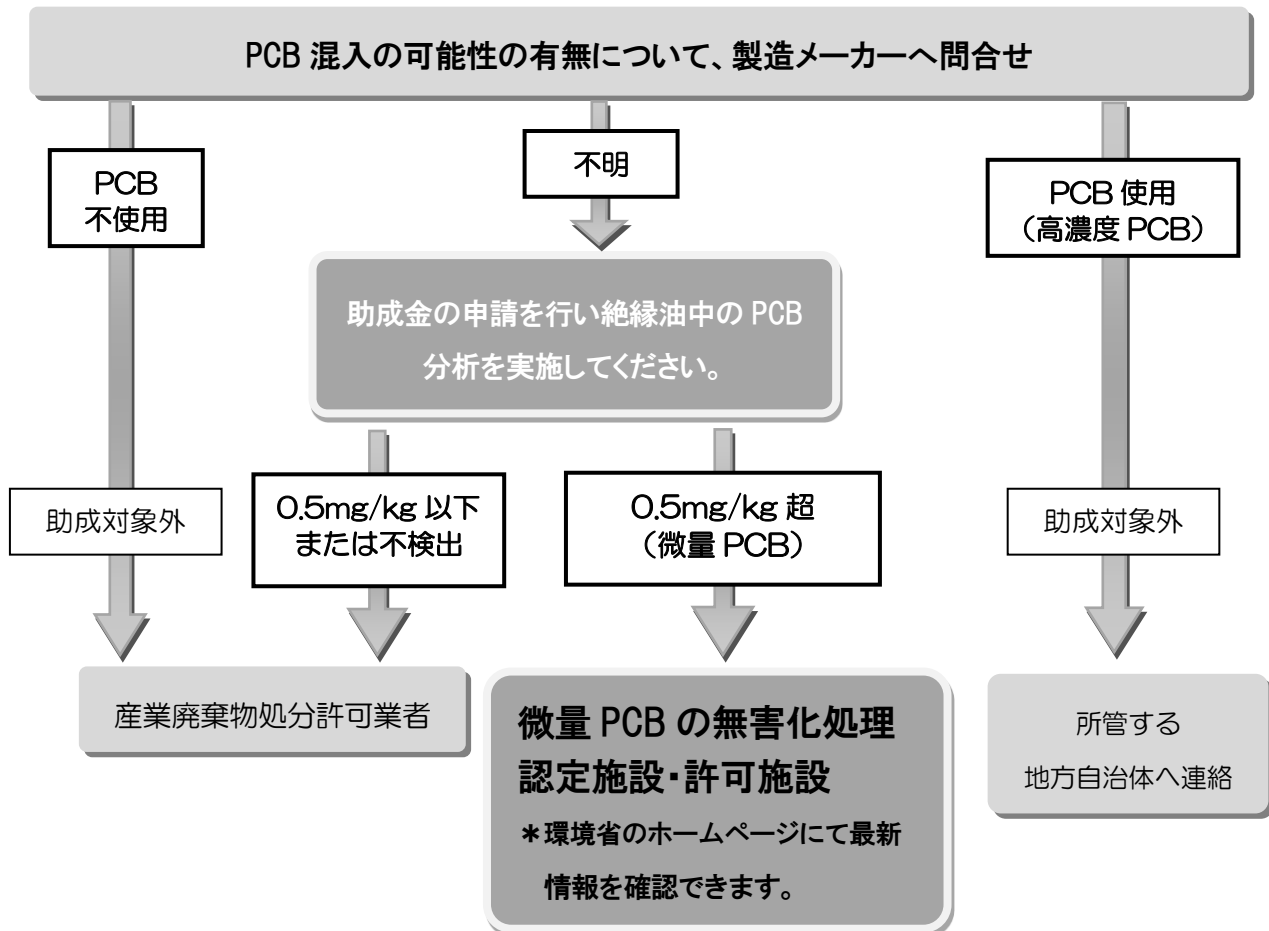 PCB 混入の可能性の有無について、製造メーカーへ問合せ
PCB
不使用
不明
PCB 使用
（高濃度 PCB）
助成金の申請を行い絶縁油中の PCB
分析を実施してください。
助成対象外
0.5mg/kg 以下
または不検出
0.5mg/kg 超
（微量 PCB）
助成対象外
産業廃棄物処分許可業者
微量 PCB の無害化処理
認定施設・許可施設
＊環境省のホームページにて最新
情報を確認できます。
所管する
地方自治体へ連絡